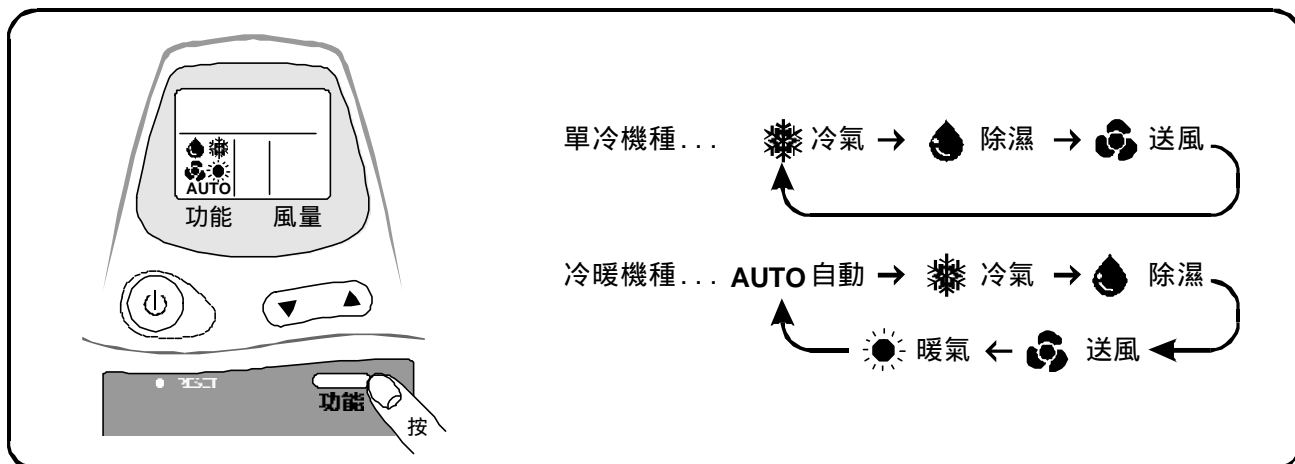 AUTO
功能 風量
功能
按
單冷機種... 冷氣 → 除濕 → 送風
冷暖機種... AUTO 自動 → 冷氣 → 除濕
暖氣 ← 送風